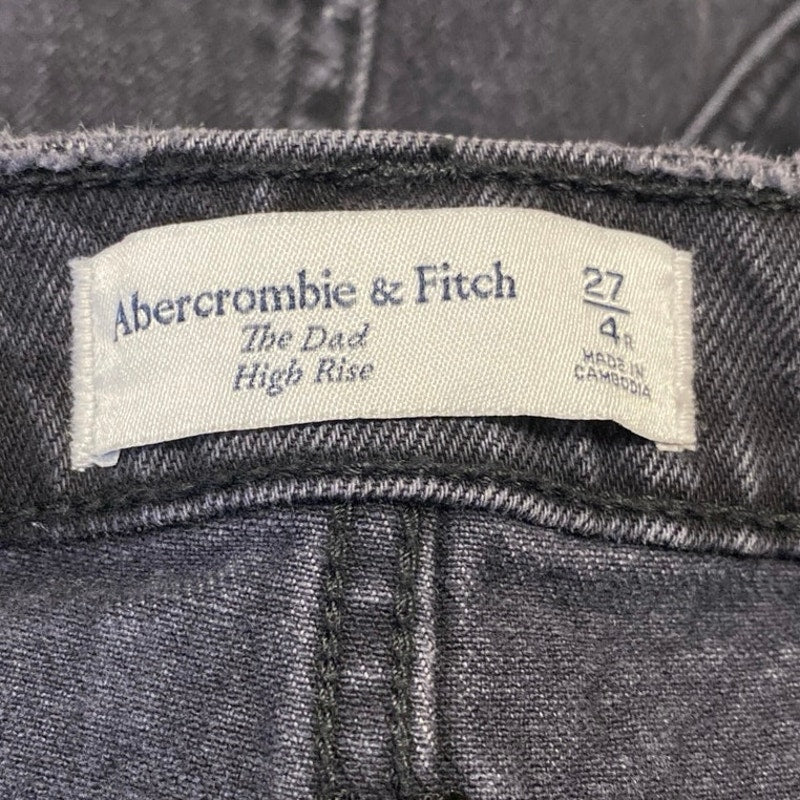 Abercrombie & Fitch
The Dad
High Rise
27
4R
MADE IN
CAMBODIA